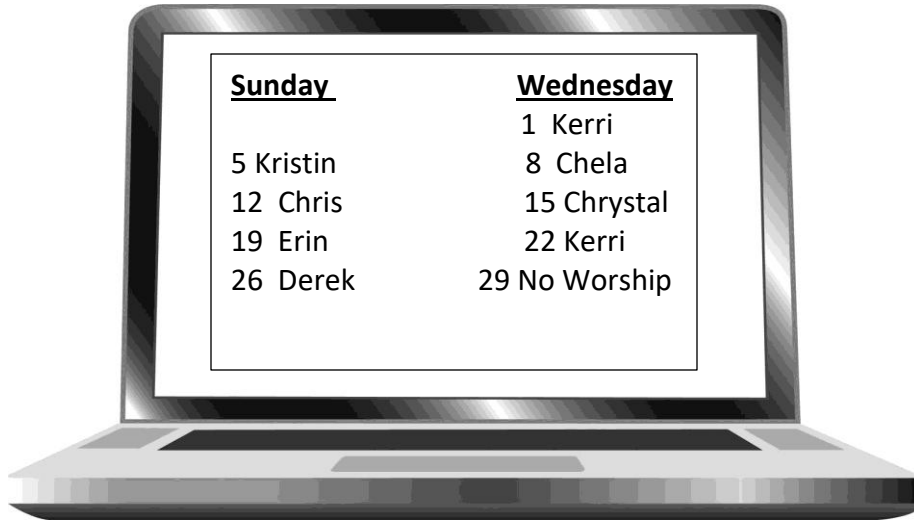 Sunday Wednesday
1 Kerri
5 Kristin 8 Chela
12 Chris 15 Chrystal
19 Erin 22 Kerri
26 Derek 29 No Worship